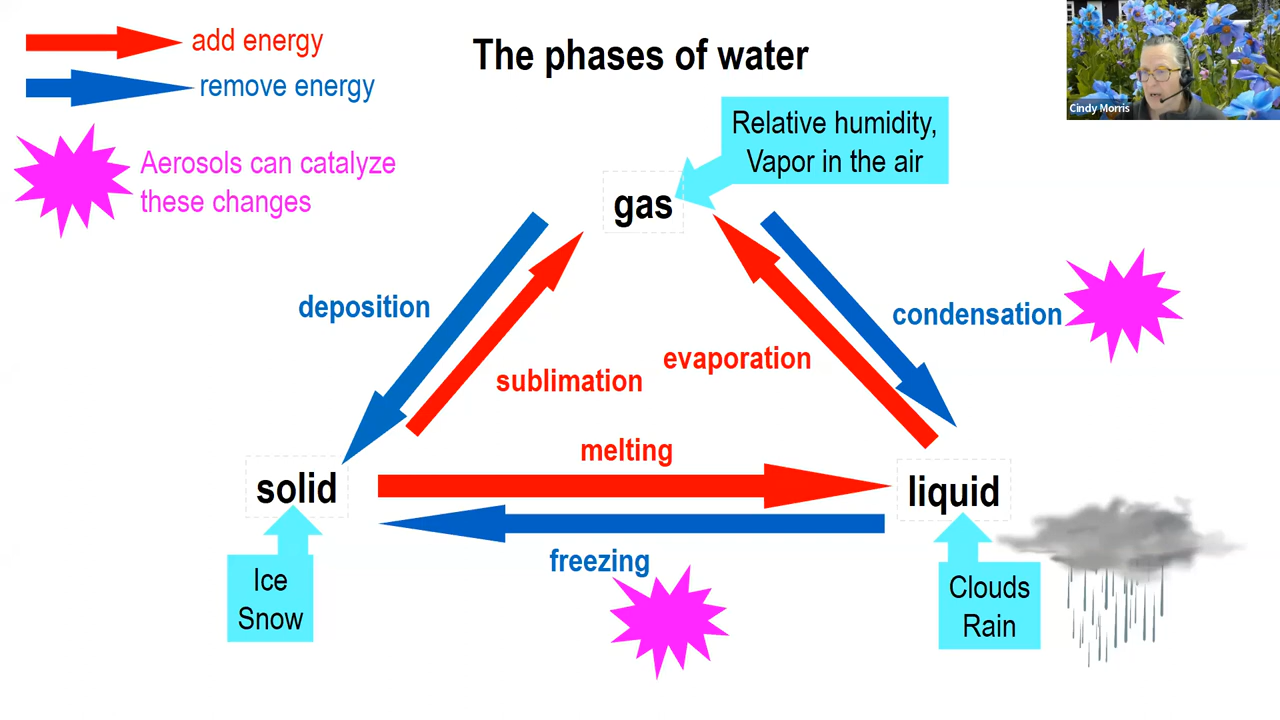 add energy
The phases of water
remove energy
Cindy Morris
Relative humidity,
Vapor in the air
Aerosols can catalyze
these changes
gas
deposition
condensation
evaporation
sublimation
melting
solid
liquid
freezing
Ice
Snow
Clouds
Rain